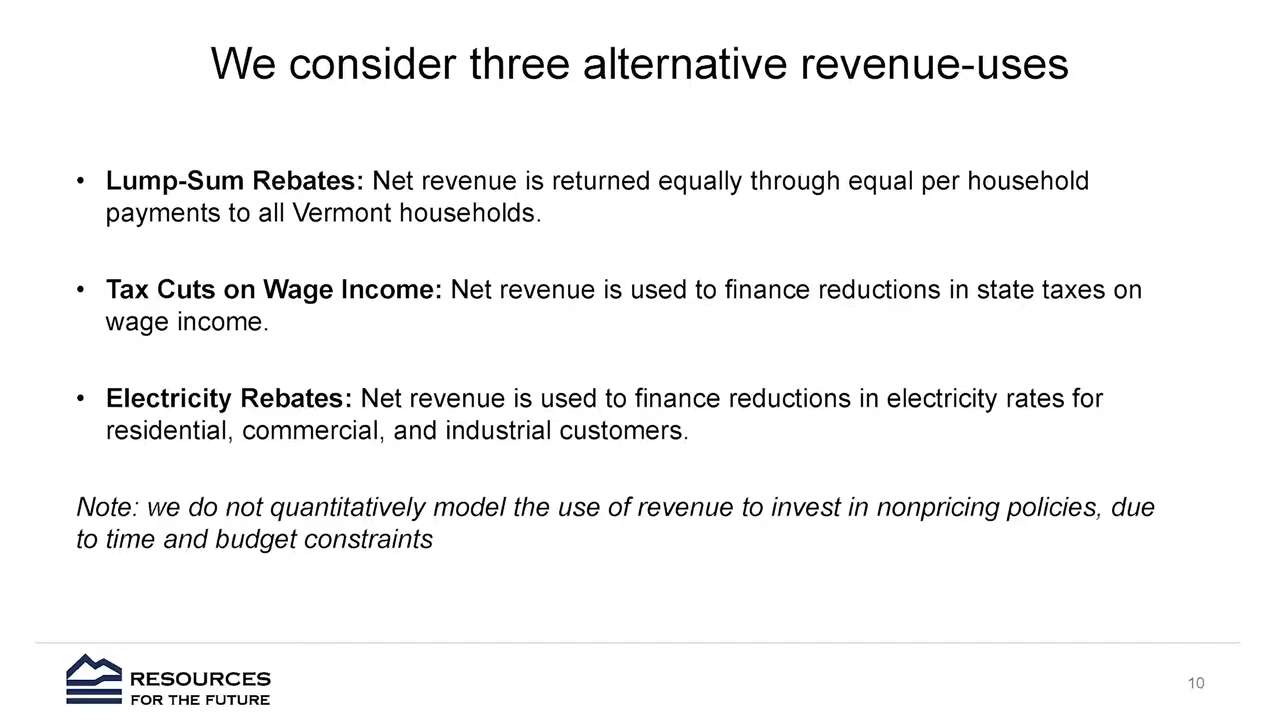 We consider three alternative revenue-uses
• Lump-Sum Rebates: Net revenue is returned equally through equal per household
payments to all Vermont households.
• Tax Cuts on Wage Income: Net revenue is used to finance reductions in state taxes on
wage income.
• Electricity Rebates: Net revenue is used to finance reductions in electricity rates for
residential, commercial, and industrial customers.
Note: we do not quantitatively model the use of revenue to invest in nonpricing policies, due
to time and budget constraints
RESOURCES
FOR THE FUTURE
10